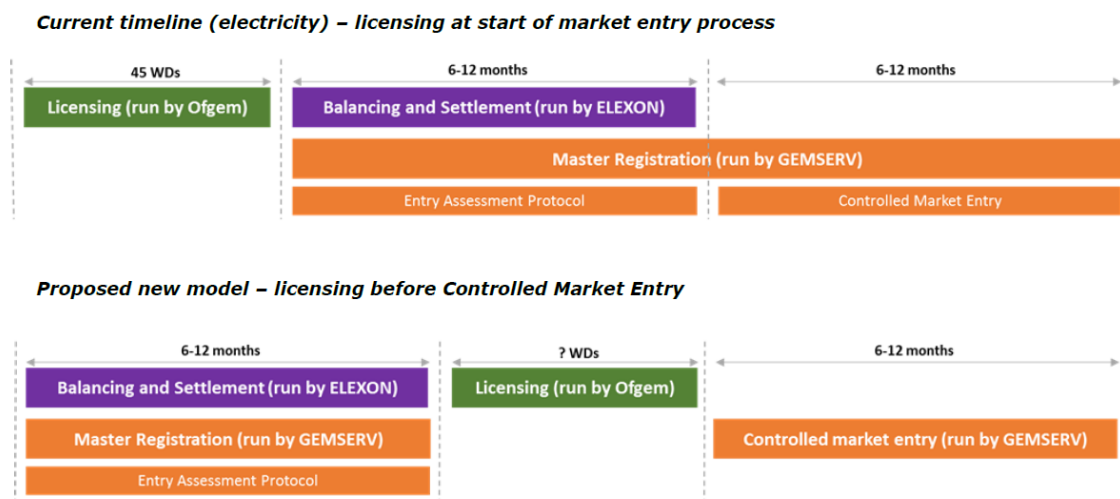 Current timeline (electricity) – licensing at start of market entry process
45 WDs
6-12 months
6-12 months
Licensing (run by Ofgem)
Balancing and Settlement (run by ELEXON)
Master Registration (run by GEMSERV)
Entry Assessment Protocol
Controlled Market Entry
Proposed new model – licensing before Controlled Market Entry
6-12 months
? WDs
6-12 months
Balancing and Settlement (run by ELEXON)
Licensing (run by Ofgem)
Master Registration (run by GEMSERV)
Controlled market entry (run by GEMSERV)
Entry Assessment Protocol